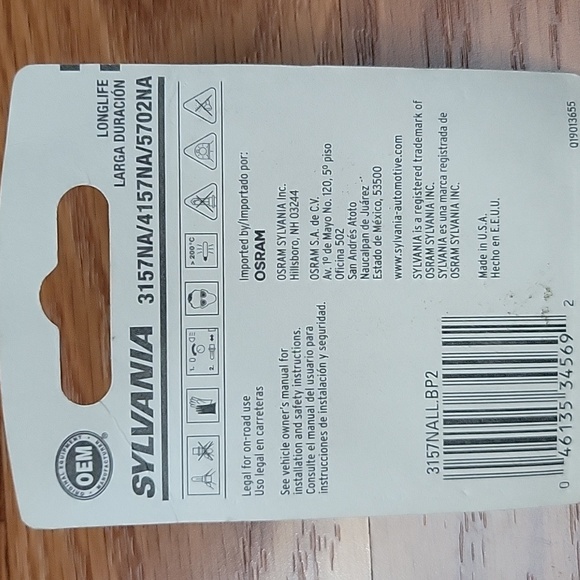 LONGLIFE
LARGA DURACIÓN
OEM
SYLVANIA 3157NA/4157NA/5702NA
>200°C
1.
2.
Legal for on-road use
Uso legal en carreteras
See vehicle owner's manual for
installation and safety instructions.
Consulte el manual del usuario para
instrucciones de instalación y seguridad.
Imported by/Importado por:
OSRAM
OSRAM SYLVANIA Inc.
Hillsboro, NH 03244
OSRAM S.A. de C.V.
Av. 1º de Mayo No. 120, 5º piso
Oficina 502
San Andrés Atoto
Naucalpan de Juárez
Estado de México, 53500
www.sylvania-automotive.com
SYLVANIA is a registered trademark of
OSRAM SYLVANIA INC.
SYLVANIA es una marca registrada de
OSRAM SYLVANIA INC.
Made in U.S.A.
Hecho en E.E.U.U.
3157NALL.BP2
0 46135 34569 2
Q19013655